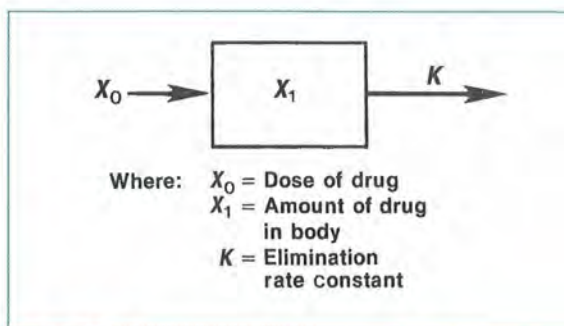 X₀
X₁
K
Where: X₀ = Dose of drug
X₁ = Amount of drug
in body
K = Elimination
rate constant